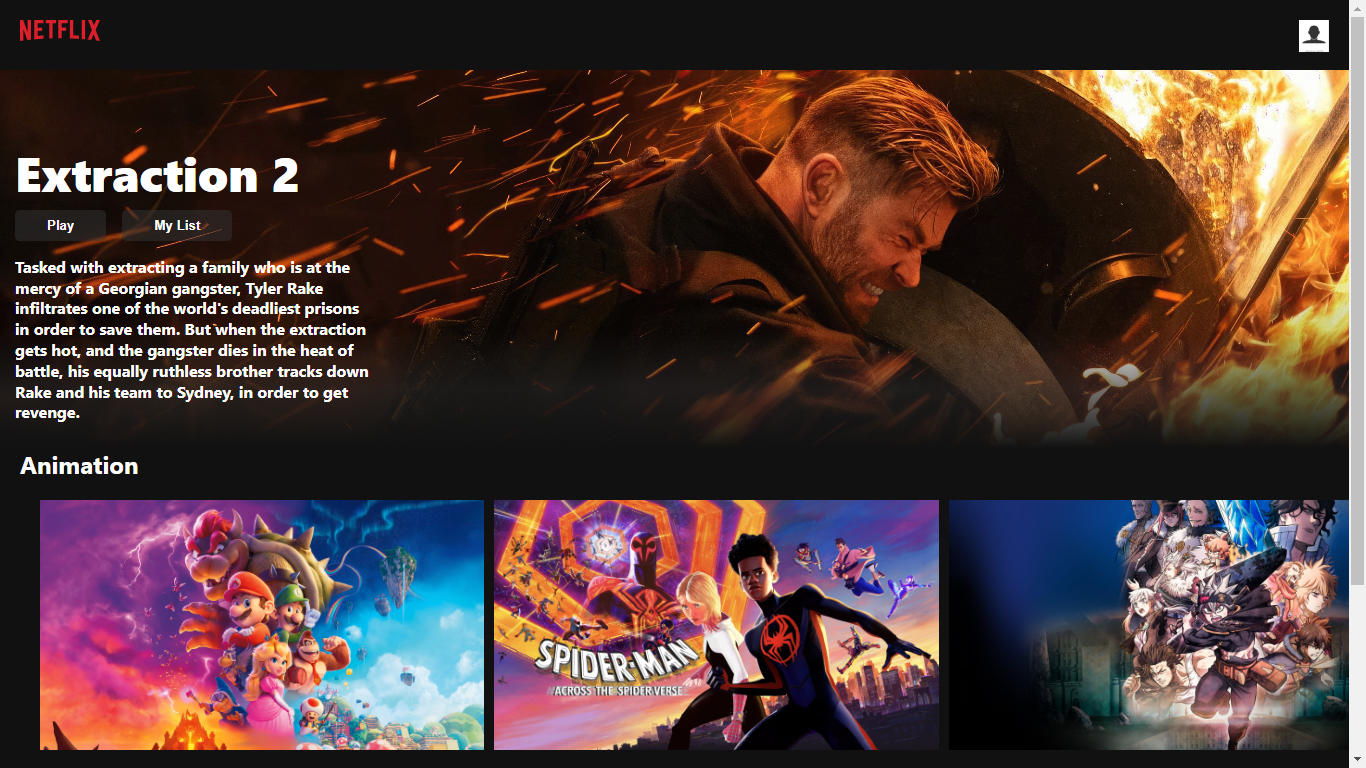 NETFLIX
Extraction 2
Play
My List
Tasked with extracting a family who is at the
mercy of a Georgian gangster, Tyler Rake
infiltrates one of the world's deadliest prisons
in order to save them. But when the extraction
gets hot, and the gangster dies in the heat of
battle, his equally ruthless brother tracks down
Rake and his team to Sydney, in order to get
revenge.
Animation
SPIDER-MAN
ACROSS THE SPIDER-VERSE